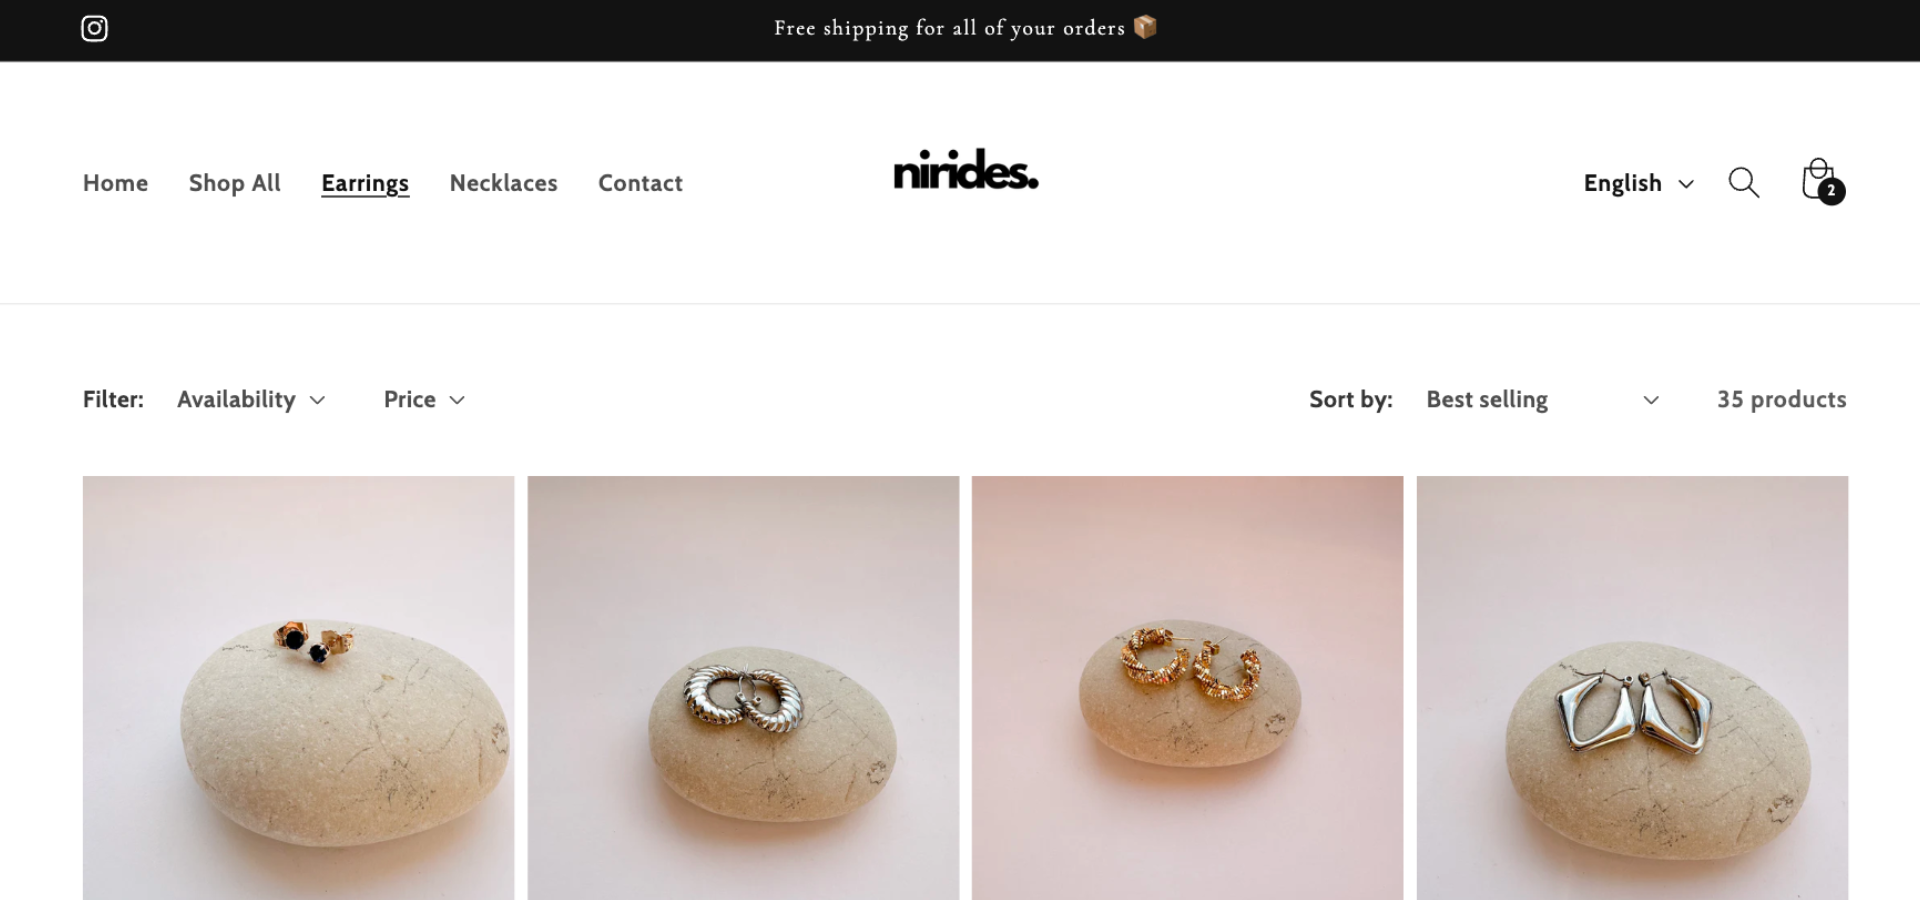 Free shipping for all of your orders 📦
Home Shop All Earrings Necklaces Contact
nirides.
English
2
Filter: Availability Price
Sort by: Best selling 35 products